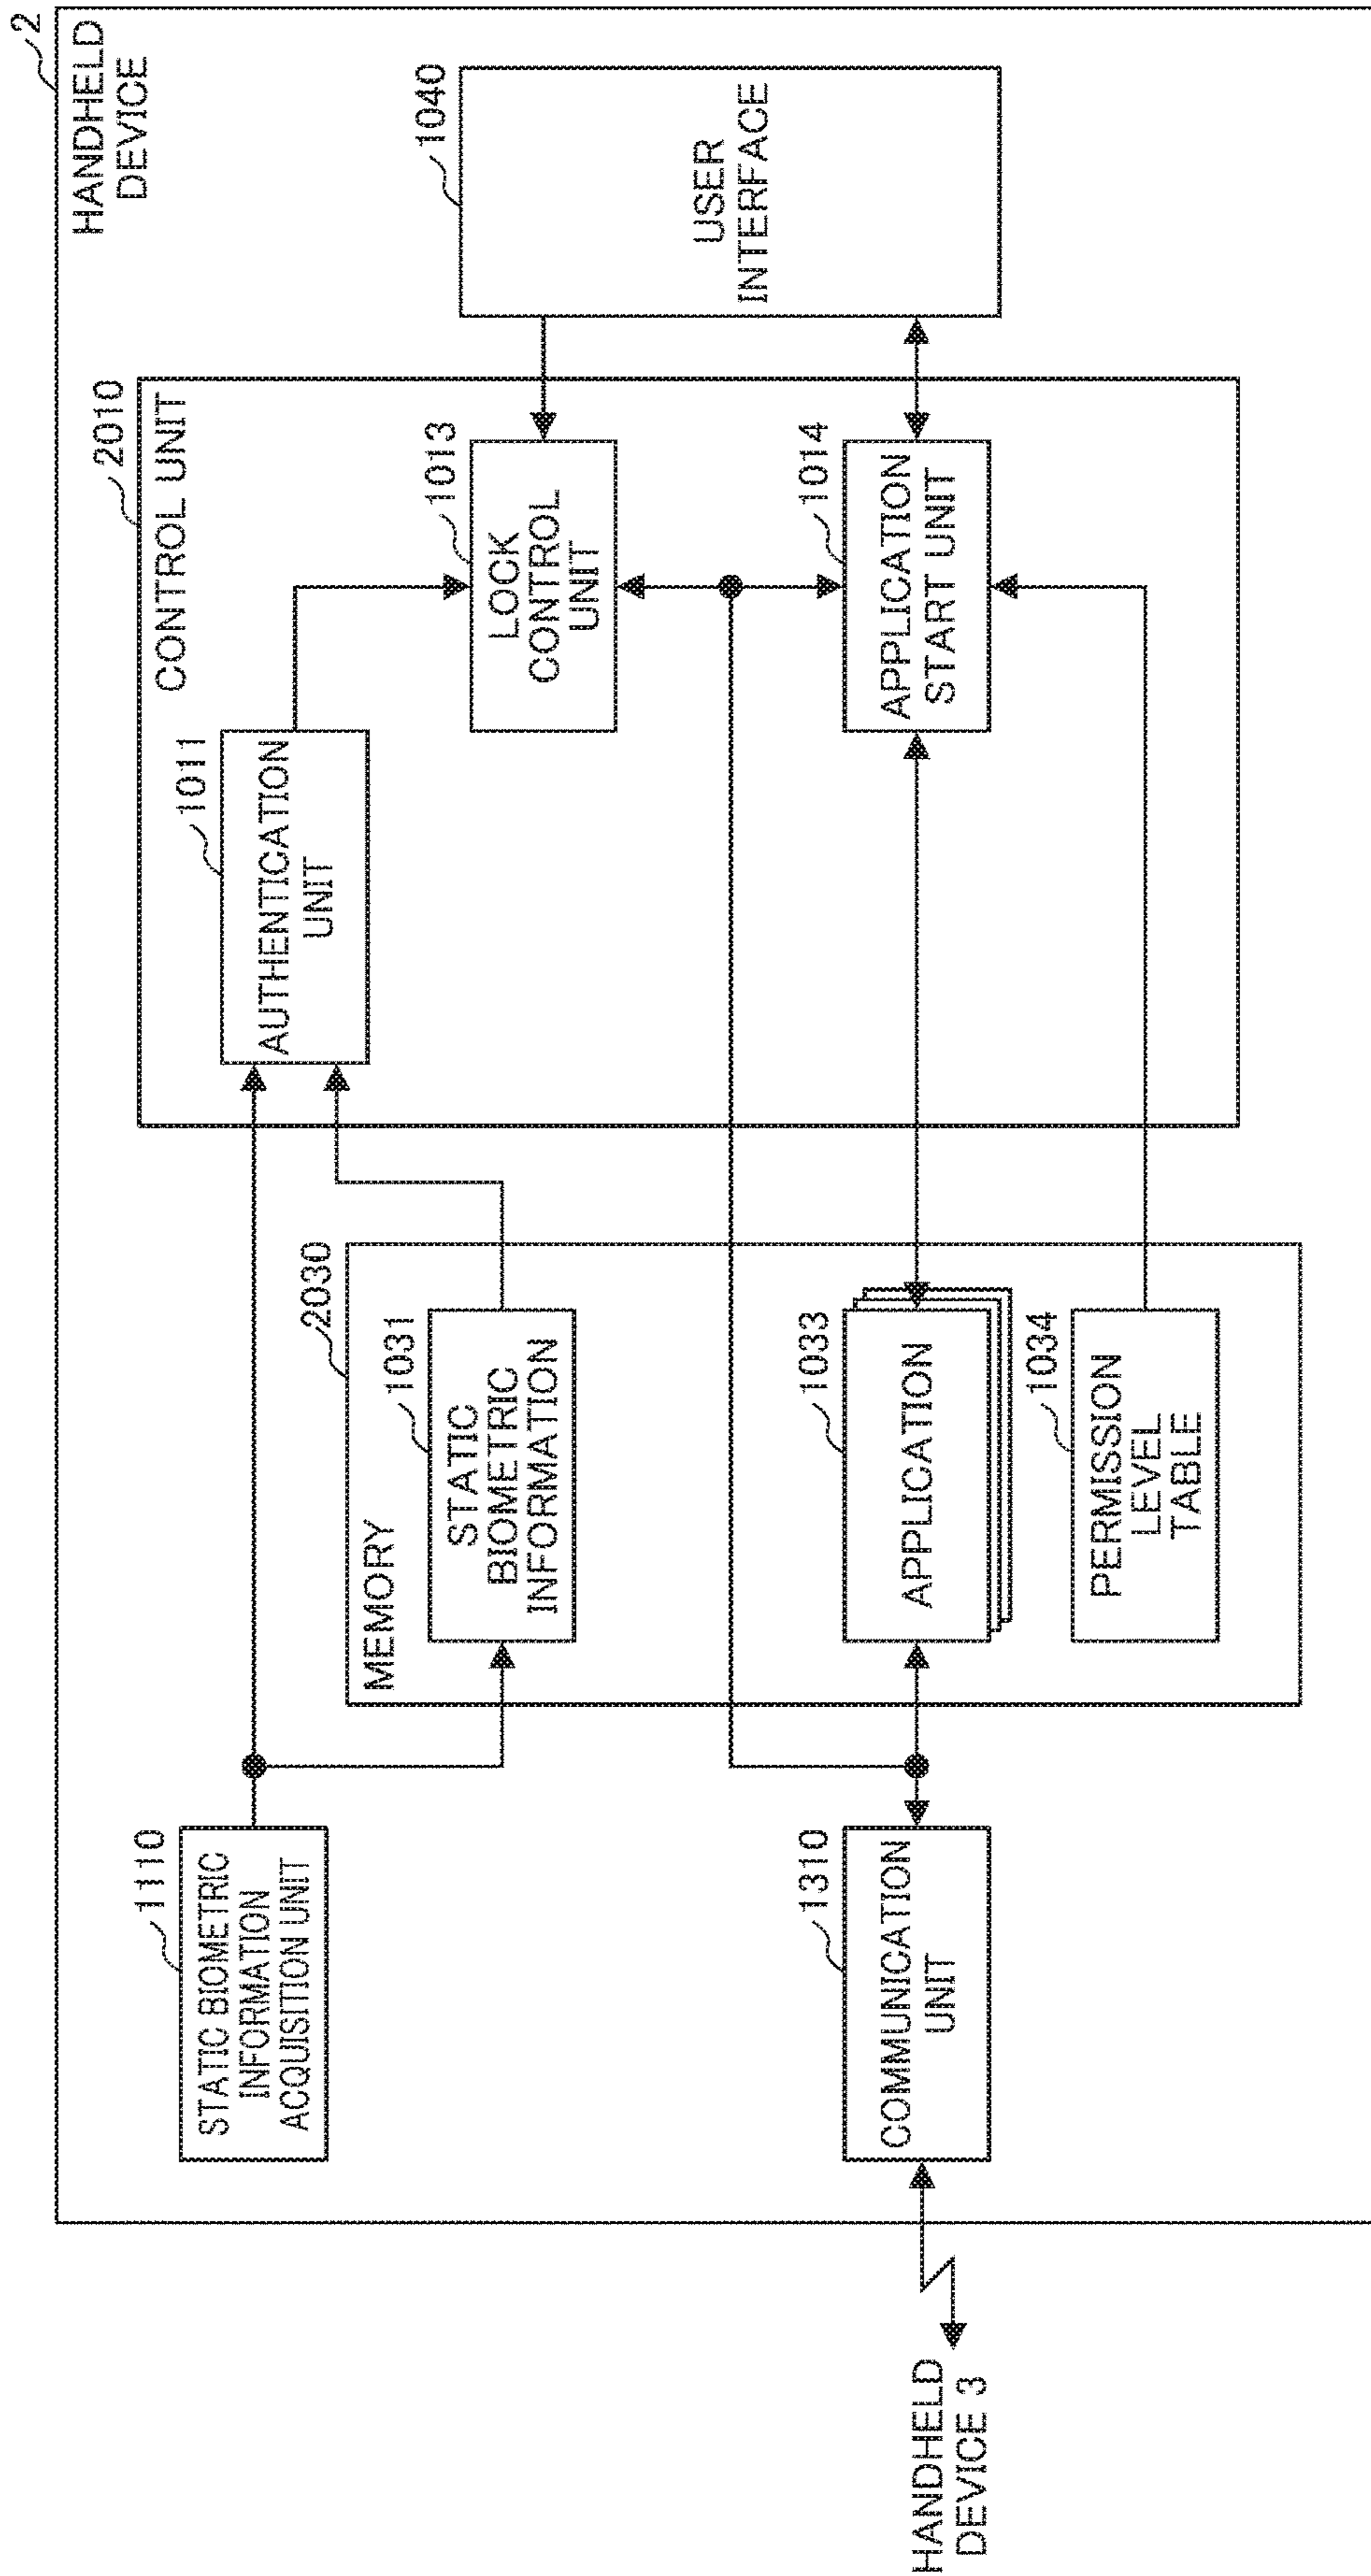 2
HANDHELD
DEVICE
1110
STATIC BIOMETRIC
INFORMATION
ACQUISITION UNIT
2030
MEMORY
1031
STATIC
BIOMETRIC
INFORMATION
2010
CONTROL UNIT
1011
AUTHENTICATION
UNIT
1013
LOCK
CONTROL
UNIT
1040
USER
INTERFACE
HANDHELD
DEVICE 3
1310
COMMUNICATION
UNIT
1033
APPLICATION
1034
PERMISSION
LEVEL
TABLE
1014
APPLICATION
START UNIT